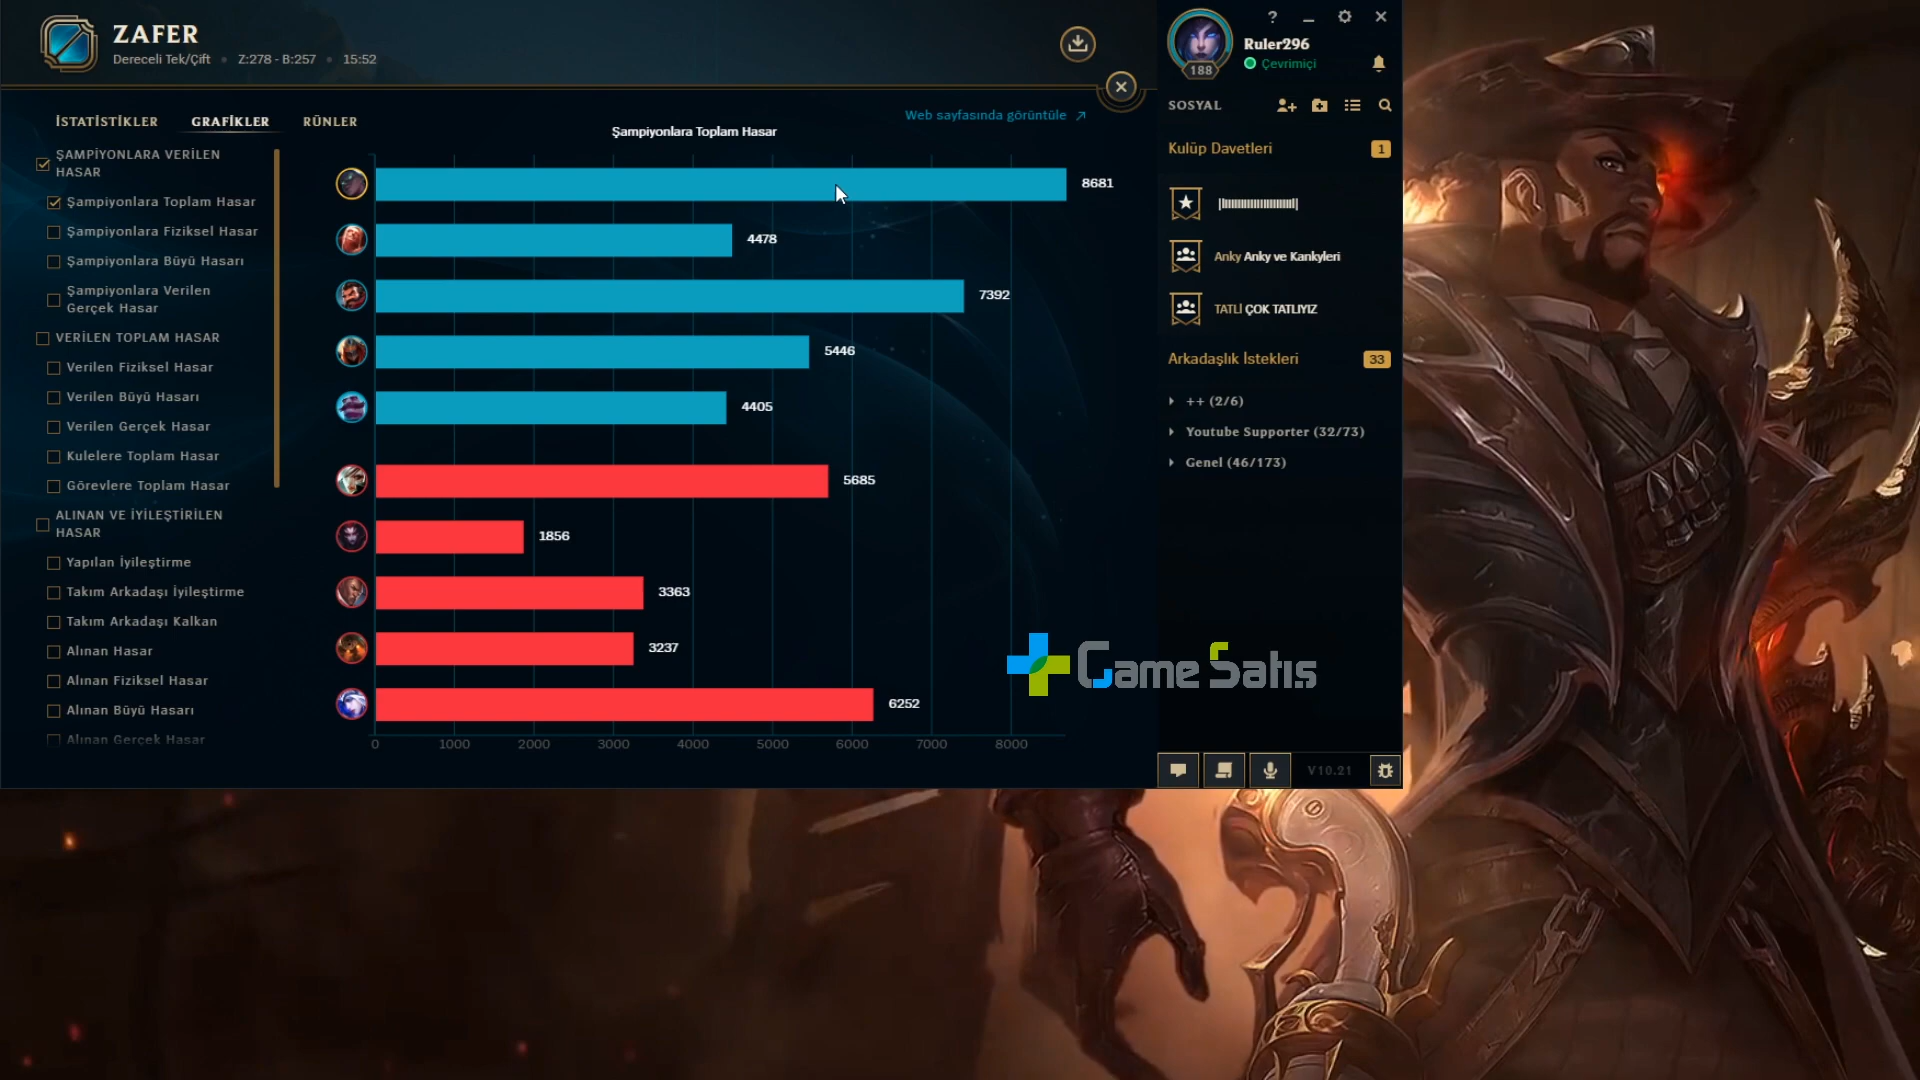 ZAFER
Dereceli Tek/Çift • Z:278 - B:257 • 15:52
İSTATİSTİKLER GRAFİKLER RÜNLER
Web sayfasında görüntüle
ŞAMPİYONLARA VERİLEN
HASAR
Şampiyonlara Toplam Hasar
Şampiyonlara Fiziksel Hasar
Şampiyonlara Büyü Hasarı
Şampiyonlara Verilen
Gerçek Hasar
VERİLEN TOPLAM HASAR
Verilen Fiziksel Hasar
Verilen Büyü Hasarı
Verilen Gerçek Hasar
Kulelere Toplam Hasar
Görevlere Toplam Hasar
ALINAN VE İYİLEŞTİRİLEN
HASAR
Yapılan İyileştirme
Takım Arkadaşı İyileştirme
Takım Arkadaşı Kalkan
Alınan Hasar
Alınan Fiziksel Hasar
Alınan Büyü Hasarı
Alınan Gerçek Hasar
Şampiyonlara Toplam Hasar
8681
4478
7392
5446
4405
5685
1856
3363
3237
6252
0 1000 2000 3000 4000 5000 6000 7000 8000
Game Satıs
?
188
Ruler296
Çevrimiçi
SOSYAL
Kulüp Davetleri 1
Anky Anky ve Kankyleri
TATLI ÇOK TATLIYIZ
Arkadaşlık İstekleri 33
++ (2/6)
Youtube Supporter (32/73)
Genel (46/173)
V10.21